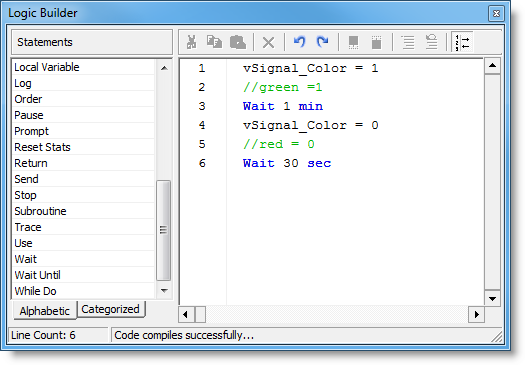 Logic Builder
Statements
Local Variable
Log
Order
Pause
Prompt
Reset Stats
Return
Send
Stop
Subroutine
Trace
Use
Wait
Wait Until
While Do
Alphabetic Categorized
1 vSignal_Color = 1
2 //green =1
3 Wait 1 min
4 vSignal_Color = 0
5 //red = 0
6 Wait 30 sec
Line Count: 6 Code compiles successfully...